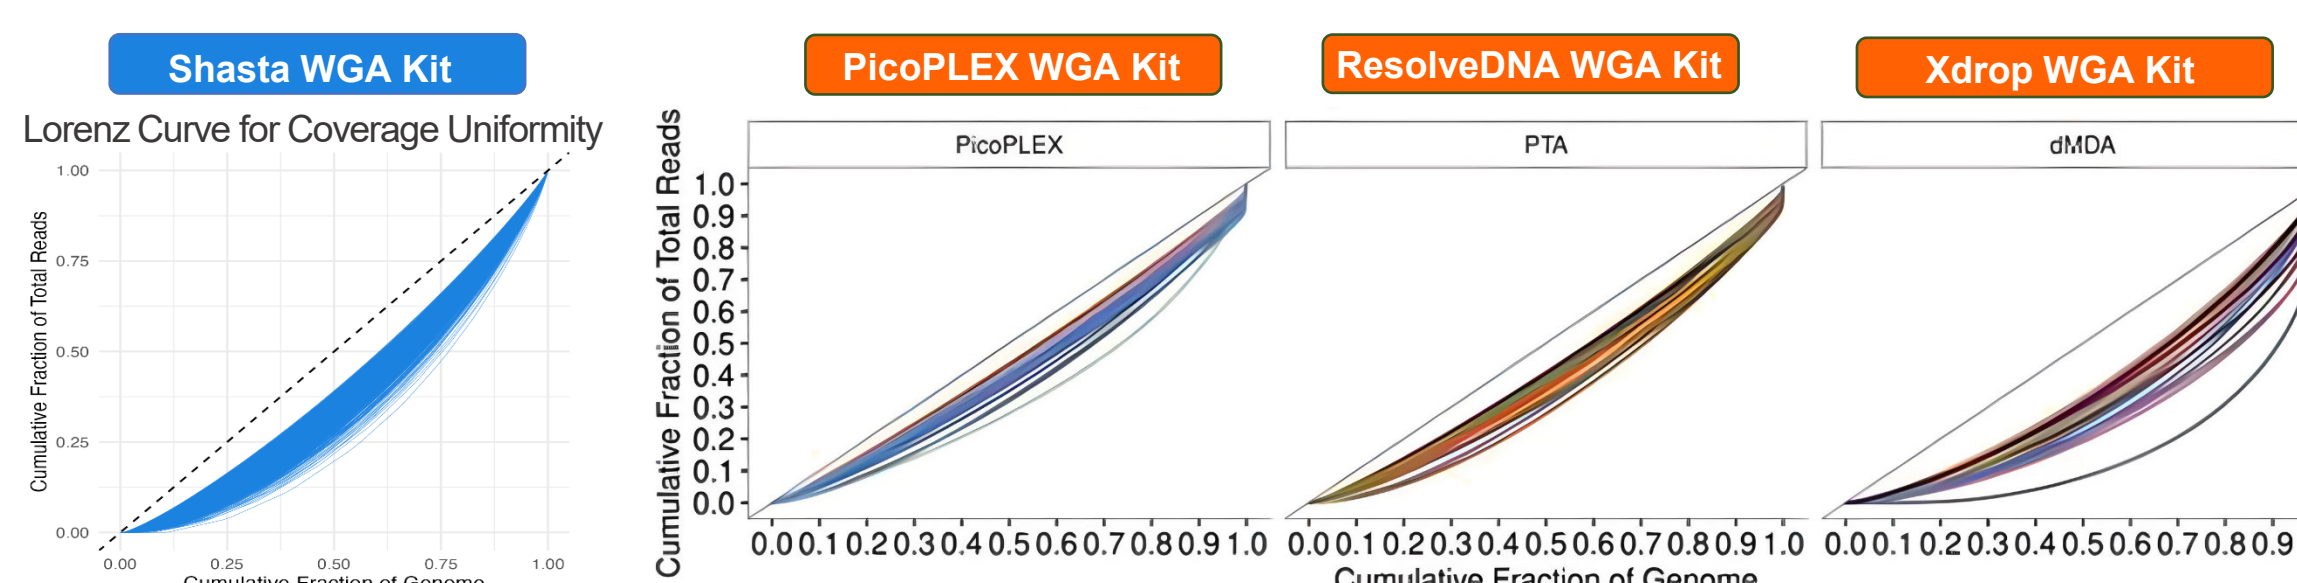 Shasta WGA Kit
PicoPLEX WGA Kit
ResolveDNA WGA Kit
Xdrop WGA Kit
Lorenz Curve for Coverage Uniformity
Cumulative Fraction of Total Reads
1.00
0.75
0.50
0.25
0.00
0.00 0.25 0.50 0.75 1.00
Cumulative Fraction of Genome
Cumulative Fraction of Total Reads
PicoPLEX
PTA
dMDA
1.0
0.9
0.8
0.7
0.6
0.5
0.4
0.3
0.2
0.1
0.0
0.0 0.1 0.2 0.3 0.4 0.5 0.6 0.7 0.8 0.9 1.0
0.0 0.1 0.2 0.3 0.4 0.5 0.6 0.7 0.8 0.9 1.0
0.0 0.1 0.2 0.3 0.4 0.5 0.6 0.7 0.8 0.9
Cumulative Fraction of Genome